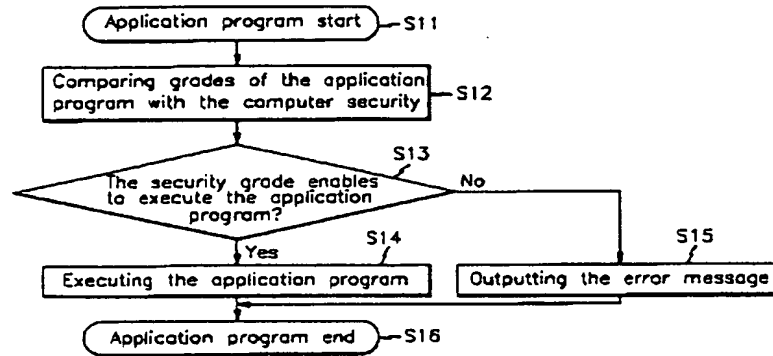 Application program start
S11
Comparing grades of the application
program with the computer security
S12
S13
The security grade enables
to execute the application
program?
No
Yes
S14
S15
Executing the application program
Outputting the error message
Application program end
S16